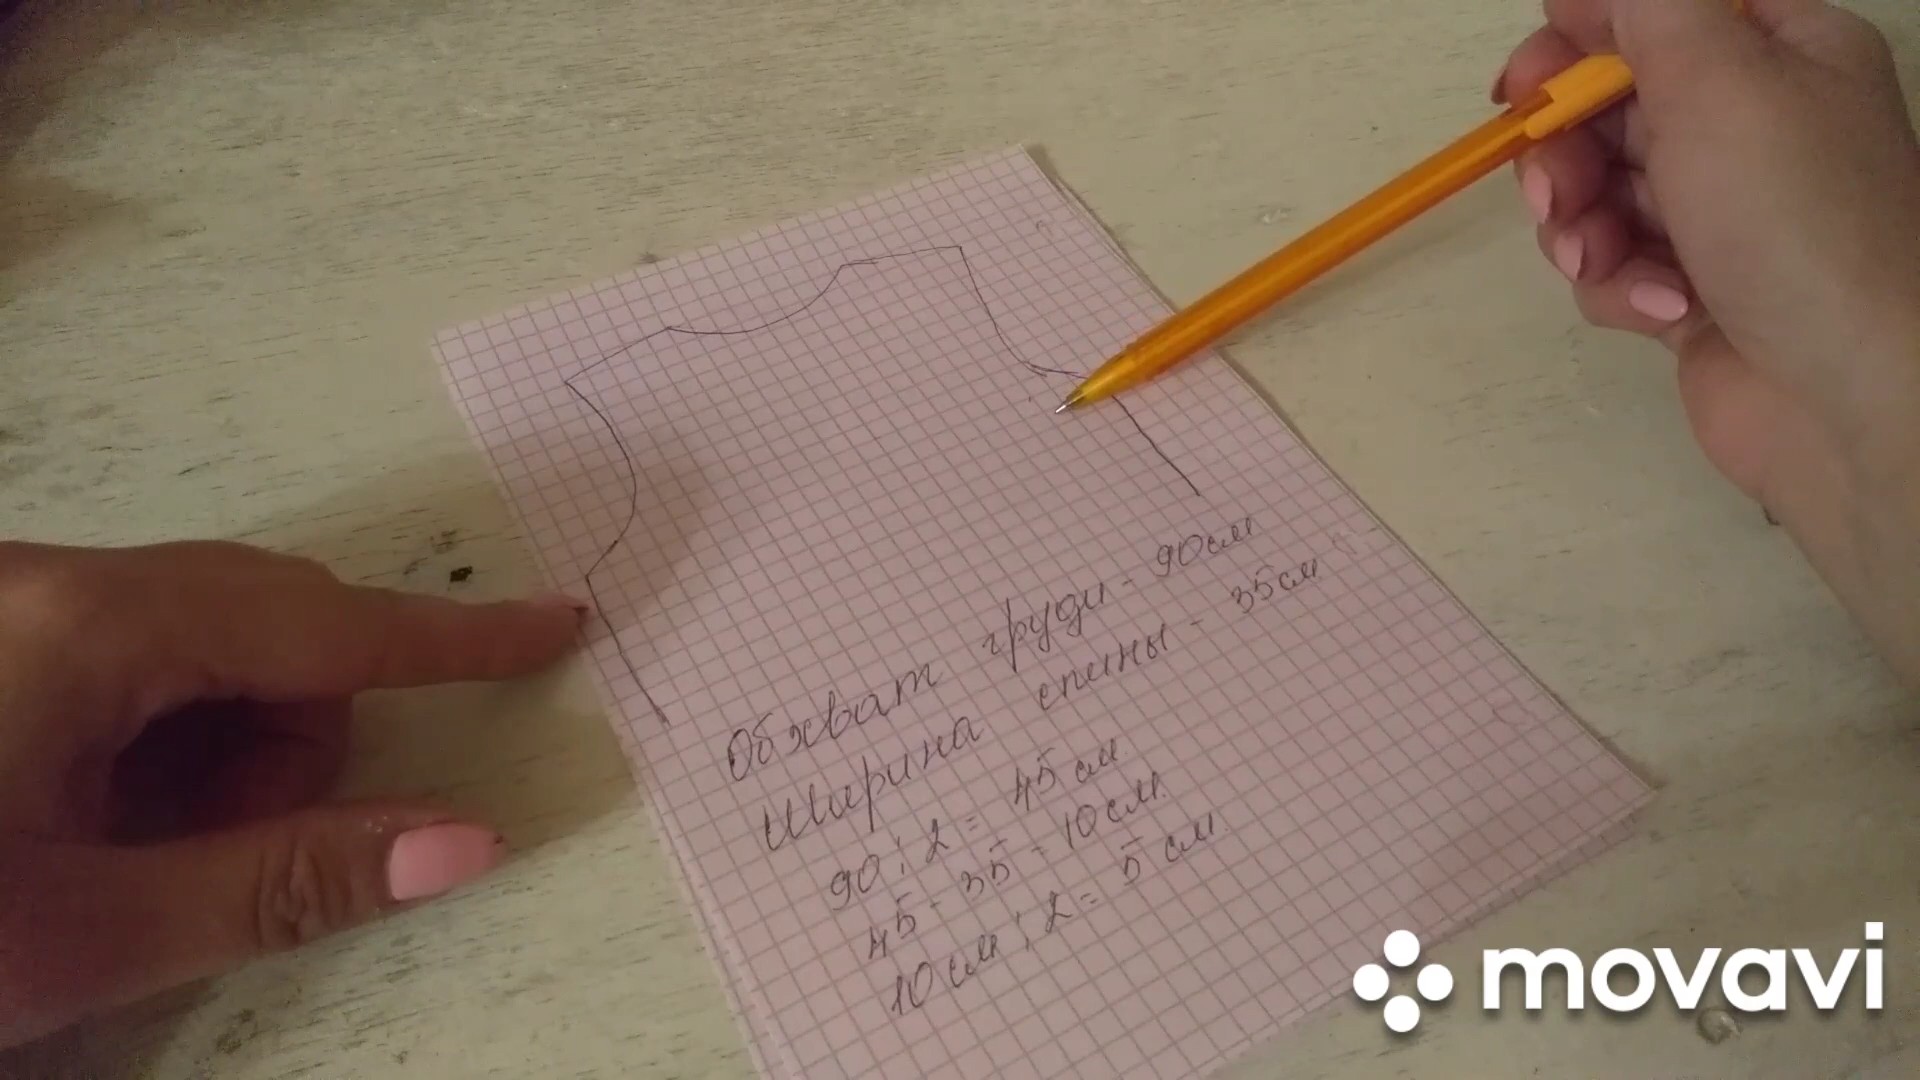 Обхват груди - 90см
Ширина спины - 35см
90 : 2 = 45 см.
45 - 35 = 10 см.
10 см : 2 = 5 см
movavi